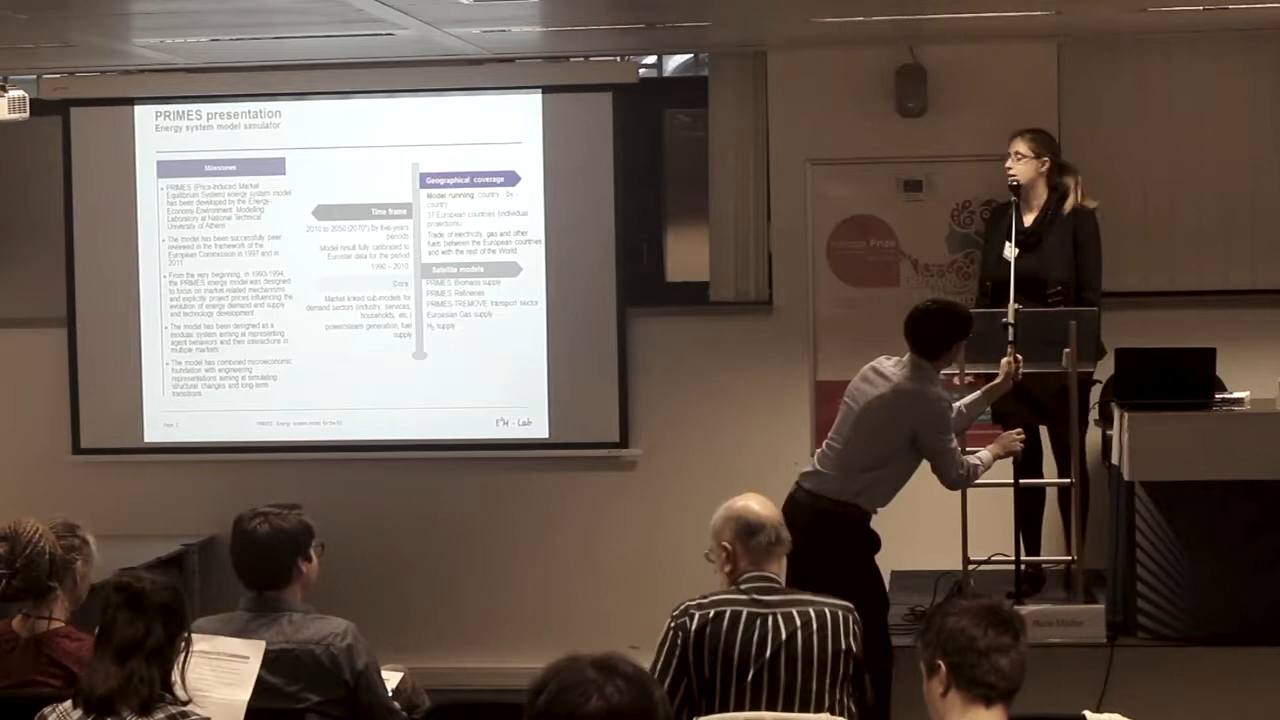 PRIMES presentation
Energy system model simulator
Milestones
PRIMES (Price-Induced Market
Equilibrium System) energy system model
has been developed by the Energy-
Economy-Environment Modelling
Laboratory at National Technical
University of Athens
The model has been successfully peer
reviewed in the framework of the
European Commission in 1997 and in
2011
From the very beginning, in 1993-1994,
the PRIMES energy model was designed
to focus on market related mechanisms
and explicitly project prices influencing the
evolution of energy demand and supply
and technology development
The model has been designed as a
modular system aiming at representing
agent behaviors and their interactions in
multiple markets
The model has combined microeconomic
foundation with engineering
representations aiming at simulating
structural changes and long-term
transitions
Time frame
2010 to 2050 (2070*) by five-years
periods
Model result fully calibrated to
Eurostat data for the period
1990 – 2010
Core
Market linked sub-models for
demand sectors (industry, services,
households, etc)
power/steam generation, fuel
supply
Geographical coverage
Model running country by
country
37 European countries (individual
projections)
Trade of electricity, gas and other
fuels between the European countries
and with the rest of the World
Satellite models
PRIMES Biomass supply
PRIMES Refineries
PRIMES-TREMOVE transport sector
Eurasian Gas supply
H2 supply
Page 2
PRIMES: Energy system model for the EU
E3M - Lab
Prize